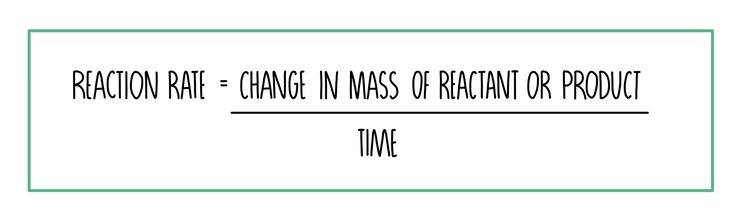 REACTION RATE = CHANGE IN MASS OF REACTANT OR PRODUCT
TIME